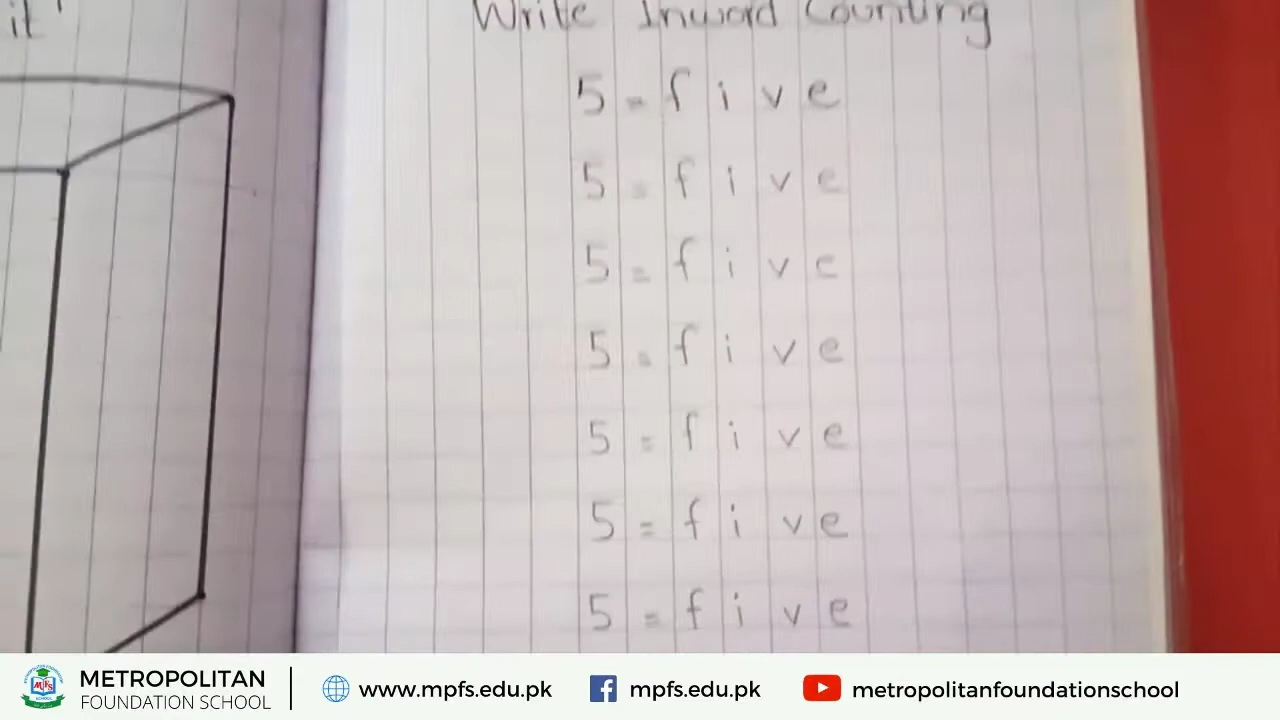 it'
Write Inword Counting
5 = five
5 = five
5 = five
5 = five
5 = five
5 = five
5 = five
METROPOLITAN
FOUNDATION SCHOOL
www.mpfs.edu.pk
mpfs.edu.pk
metropolitanfoundationschool